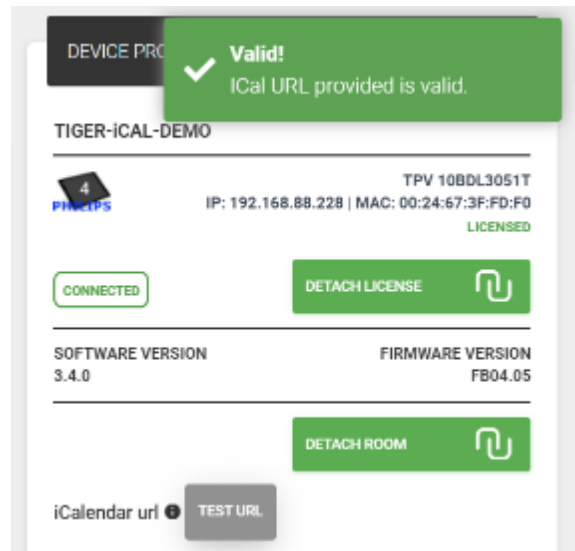 DEVICE PRO
Valid!
ICal URL provided is valid.
TIGER-iCAL-DEMO
4
PHILIPS
TPV 10BDL3051T
IP: 192.168.88.228 | MAC: 00:24:67:3F:FD:F0
LICENSED
CONNECTED
DETACH LICENSE
SOFTWARE VERSION
3.4.0
FIRMWARE VERSION
FB04.05
DETACH ROOM
iCalendar url
TEST URL